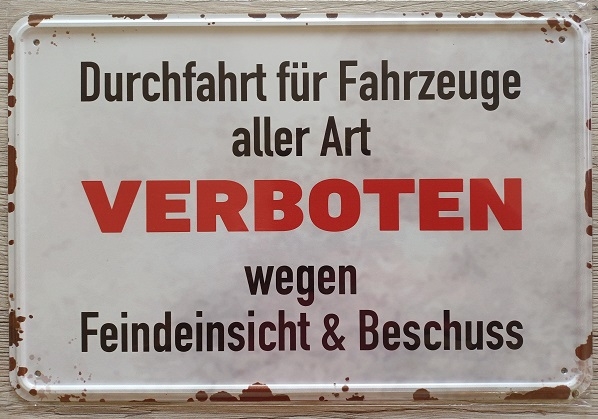 Durchfahrt für Fahrzeuge
aller Art
VERBOTEN
wegen
Feindeinsicht & Beschuss